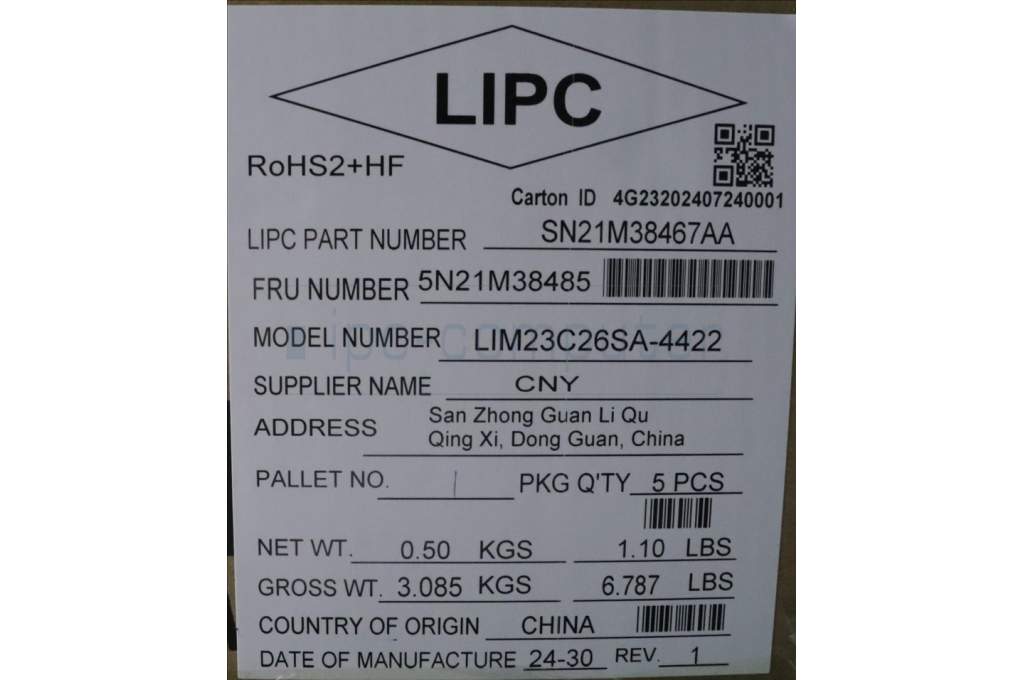 LIPC
RoHS2+HF
Carton ID 4G23202407240001
LIPC PART NUMBER SN21M38467AA
FRU NUMBER 5N21M38485
MODEL NUMBER LIM23C26SA-4422
ipc computer
SUPPLIER NAME CNY
ADDRESS San Zhong Guan Li Qu
Qing Xi, Dong Guan, China
PALLET NO. PKG Q'TY 5 PCS
NET WT. 0.50 KGS 1.10 LBS
GROSS WT. 3.085 KGS 6.787 LBS
COUNTRY OF ORIGIN CHINA
DATE OF MANUFACTURE 24-30 REV. 1